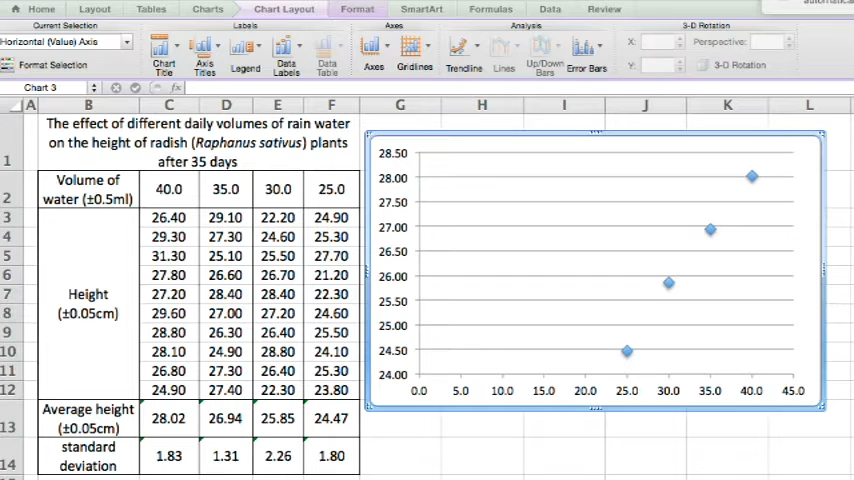 automatical
Home Layout Tables Charts Chart Layout Format SmartArt Formulas Data Review
Current Selection Labels Axes Analysis 3-D Rotation
Horizontal (Value) Axis X: Perspective:
Format Selection Chart Title Axis Titles Legend Data Labels Data Table Axes Gridlines Trendline Lines Up/Down Bars Error Bars Y: 3-D Rotation
Chart 3 fx
A B C D E F G H I J K L
1 The effect of different daily volumes of rain water
on the height of radish (Raphanus sativus) plants
after 35 days
2 Volume of water (±0.5ml) 40.0 35.0 30.0 25.0
3 26.40 29.10 22.20 24.90
4 29.30 27.30 24.60 25.30
5 31.30 25.10 25.50 27.70
6 27.80 26.60 26.70 21.20
7 Height (±0.05cm) 27.20 28.40 28.40 22.30
8 29.60 27.00 27.20 24.60
9 28.80 26.30 26.40 25.50
10 28.10 24.90 28.80 24.10
11 26.80 27.30 26.40 25.30
12 24.90 27.40 22.30 23.80
13 Average height (±0.05cm) 28.02 26.94 25.85 24.47
14 standard deviation 1.83 1.31 2.26 1.80
28.50
28.00
27.50
27.00
26.50
26.00
25.50
25.00
24.50
24.00
0.0 5.0 10.0 15.0 20.0 25.0 30.0 35.0 40.0 45.0